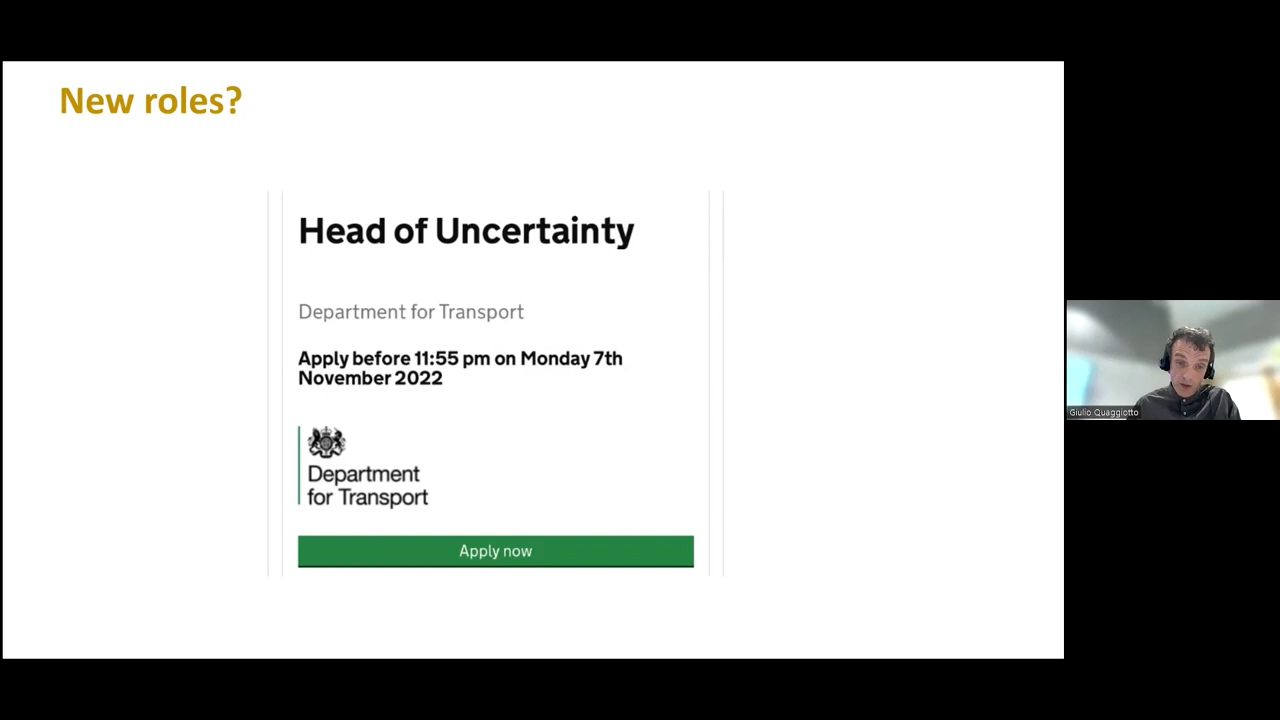 New roles?
Head of Uncertainty
Department for Transport
Apply before 11:55 pm on Monday 7th
November 2022
Department
for Transport
Apply now
Giulio Quaggiotto